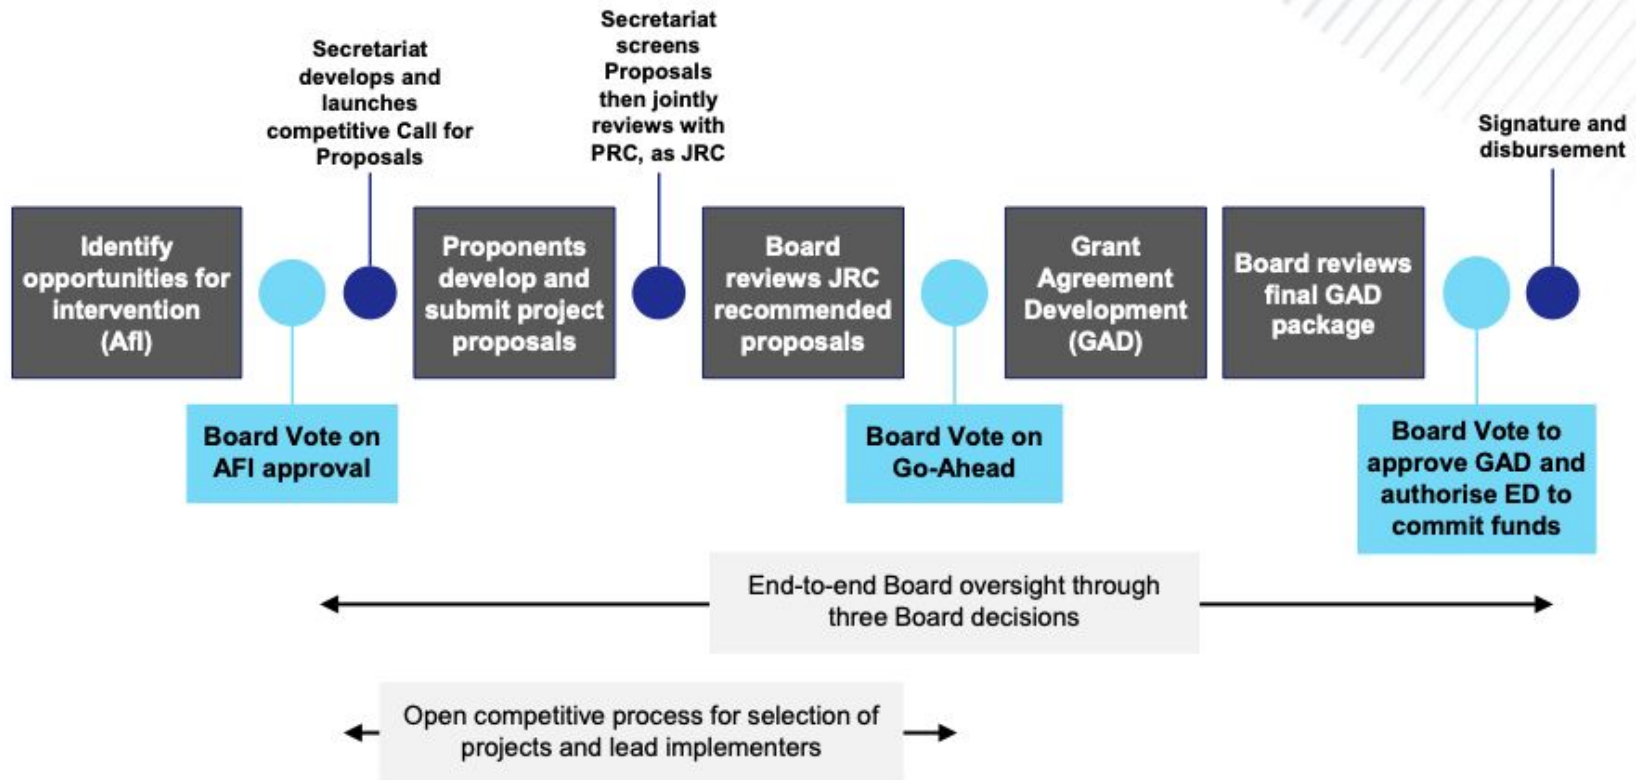 Secretariat
develops and
launches
competitive Call for
Proposals
Secretariat
screens
Proposals
then jointly
reviews with
PRC, as JRC
Signature and
disbursement
Identify
opportunities for
intervention
(AfI)
Proponents
develop and
submit project
proposals
Board
reviews JRC
recommended
proposals
Grant
Agreement
Development
(GAD)
Board reviews
final GAD
package
Board Vote on
AFI approval
Board Vote on
Go-Ahead
Board Vote to
approve GAD and
authorise ED to
commit funds
End-to-end Board oversight through
three Board decisions
Open competitive process for selection of
projects and lead implementers